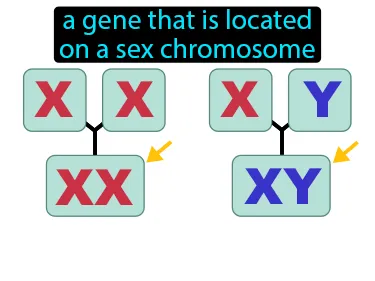 a gene that is located
on a sex chromosome
X X X Y
XX XY